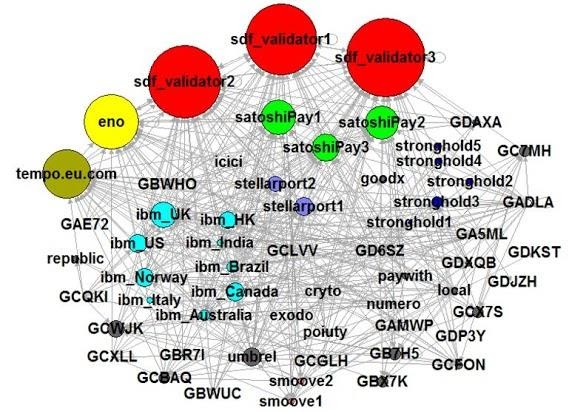 sdf_validator1
sdf_validator3
sdf_validator2
eno
satoshiPay1
satoshiPay2
GDAXA
satoshiPay3
stronghold5
GC7MH
stronghold4
icici
tempo.eu.com
GBWHO
stellarport2
goodx
stronghold2
stronghold3
GADLA
stellarport1
ibm_UK
ibm_HK
stronghold1
GAE72
GA5ML
ibm_US
ibm_India
GCLVV
GD6SZ
GDKST
republic
ibm_Brazil
GDXQB
ibm_Norway
paywith
GDJZH
GCQKI
ibm_Italy
ibm_Canada
cryto
local
numero
GCX7S
ibm_Australia
exodo
GCWJK
poiuty
GAMWP
GDP3Y
GCXLL
GBR7I
umbrel
GCGLH
GB7H5
GCFON
GCBAQ
smoove2
GBX7K
GBWUC
smoove1